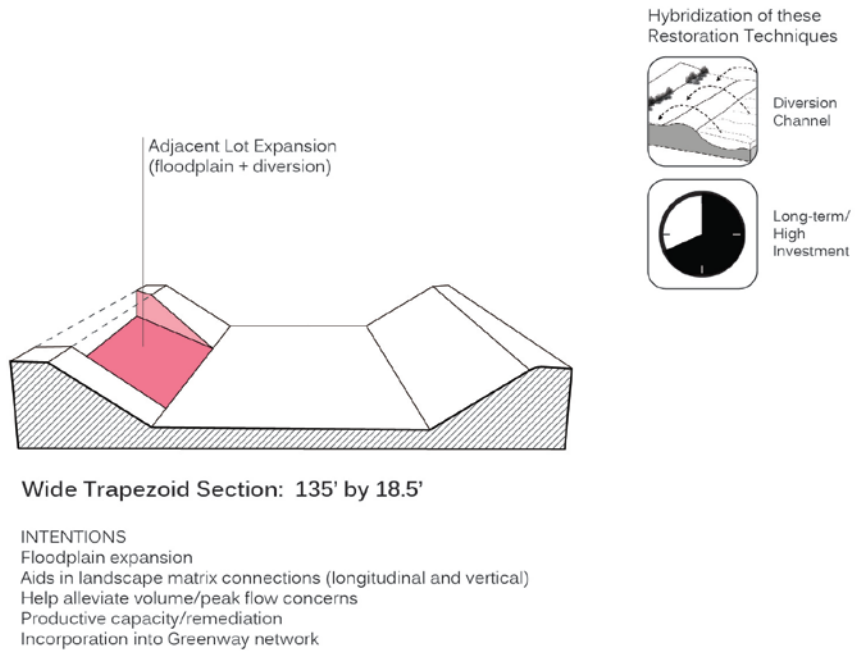 Hybridization of these
Restoration Techniques
Diversion
Channel
Adjacent Lot Expansion
(floodplain + diversion)
Long-term/
High
Investment
Wide Trapezoid Section: 135' by 18.5'
INTENTIONS
Floodplain expansion
Aids in landscape matrix connections (longitudinal and vertical)
Help alleviate volume/peak flow concerns
Productive capacity/remediation
Incorporation into Greenway network